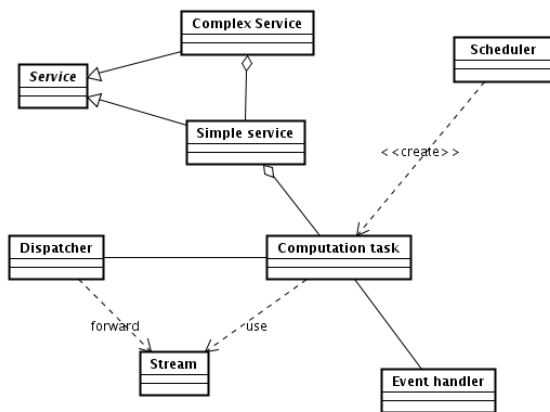 Complex Service
Scheduler
Service
Simple service
<<create>>
Dispatcher
Computation task
forward
use
Stream
Event handler